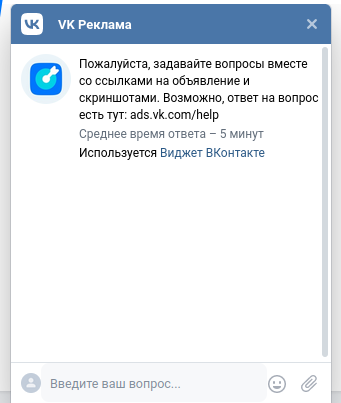 VK Реклама
Пожалуйста, задавайте вопросы вместе
со ссылками на объявление и
скриншотами. Возможно, ответ на вопрос
есть тут: ads.vk.com/help
Среднее время ответа – 5 минут
Используется Виджет ВКонтакте
Введите ваш вопрос...